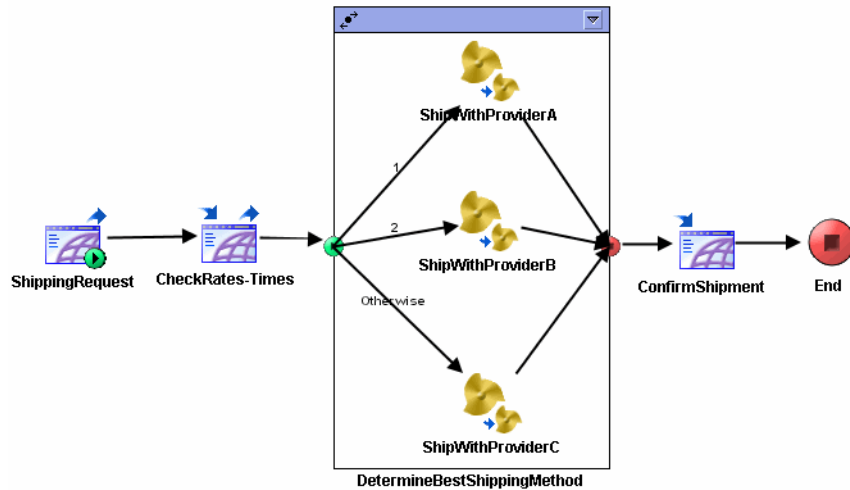 ShipWithProviderA
1
2
ShippingRequest
CheckRates-Times
ShipWithProviderB
ConfirmShipment
End
Otherwise
ShipWithProviderC
DetermineBestShippingMethod